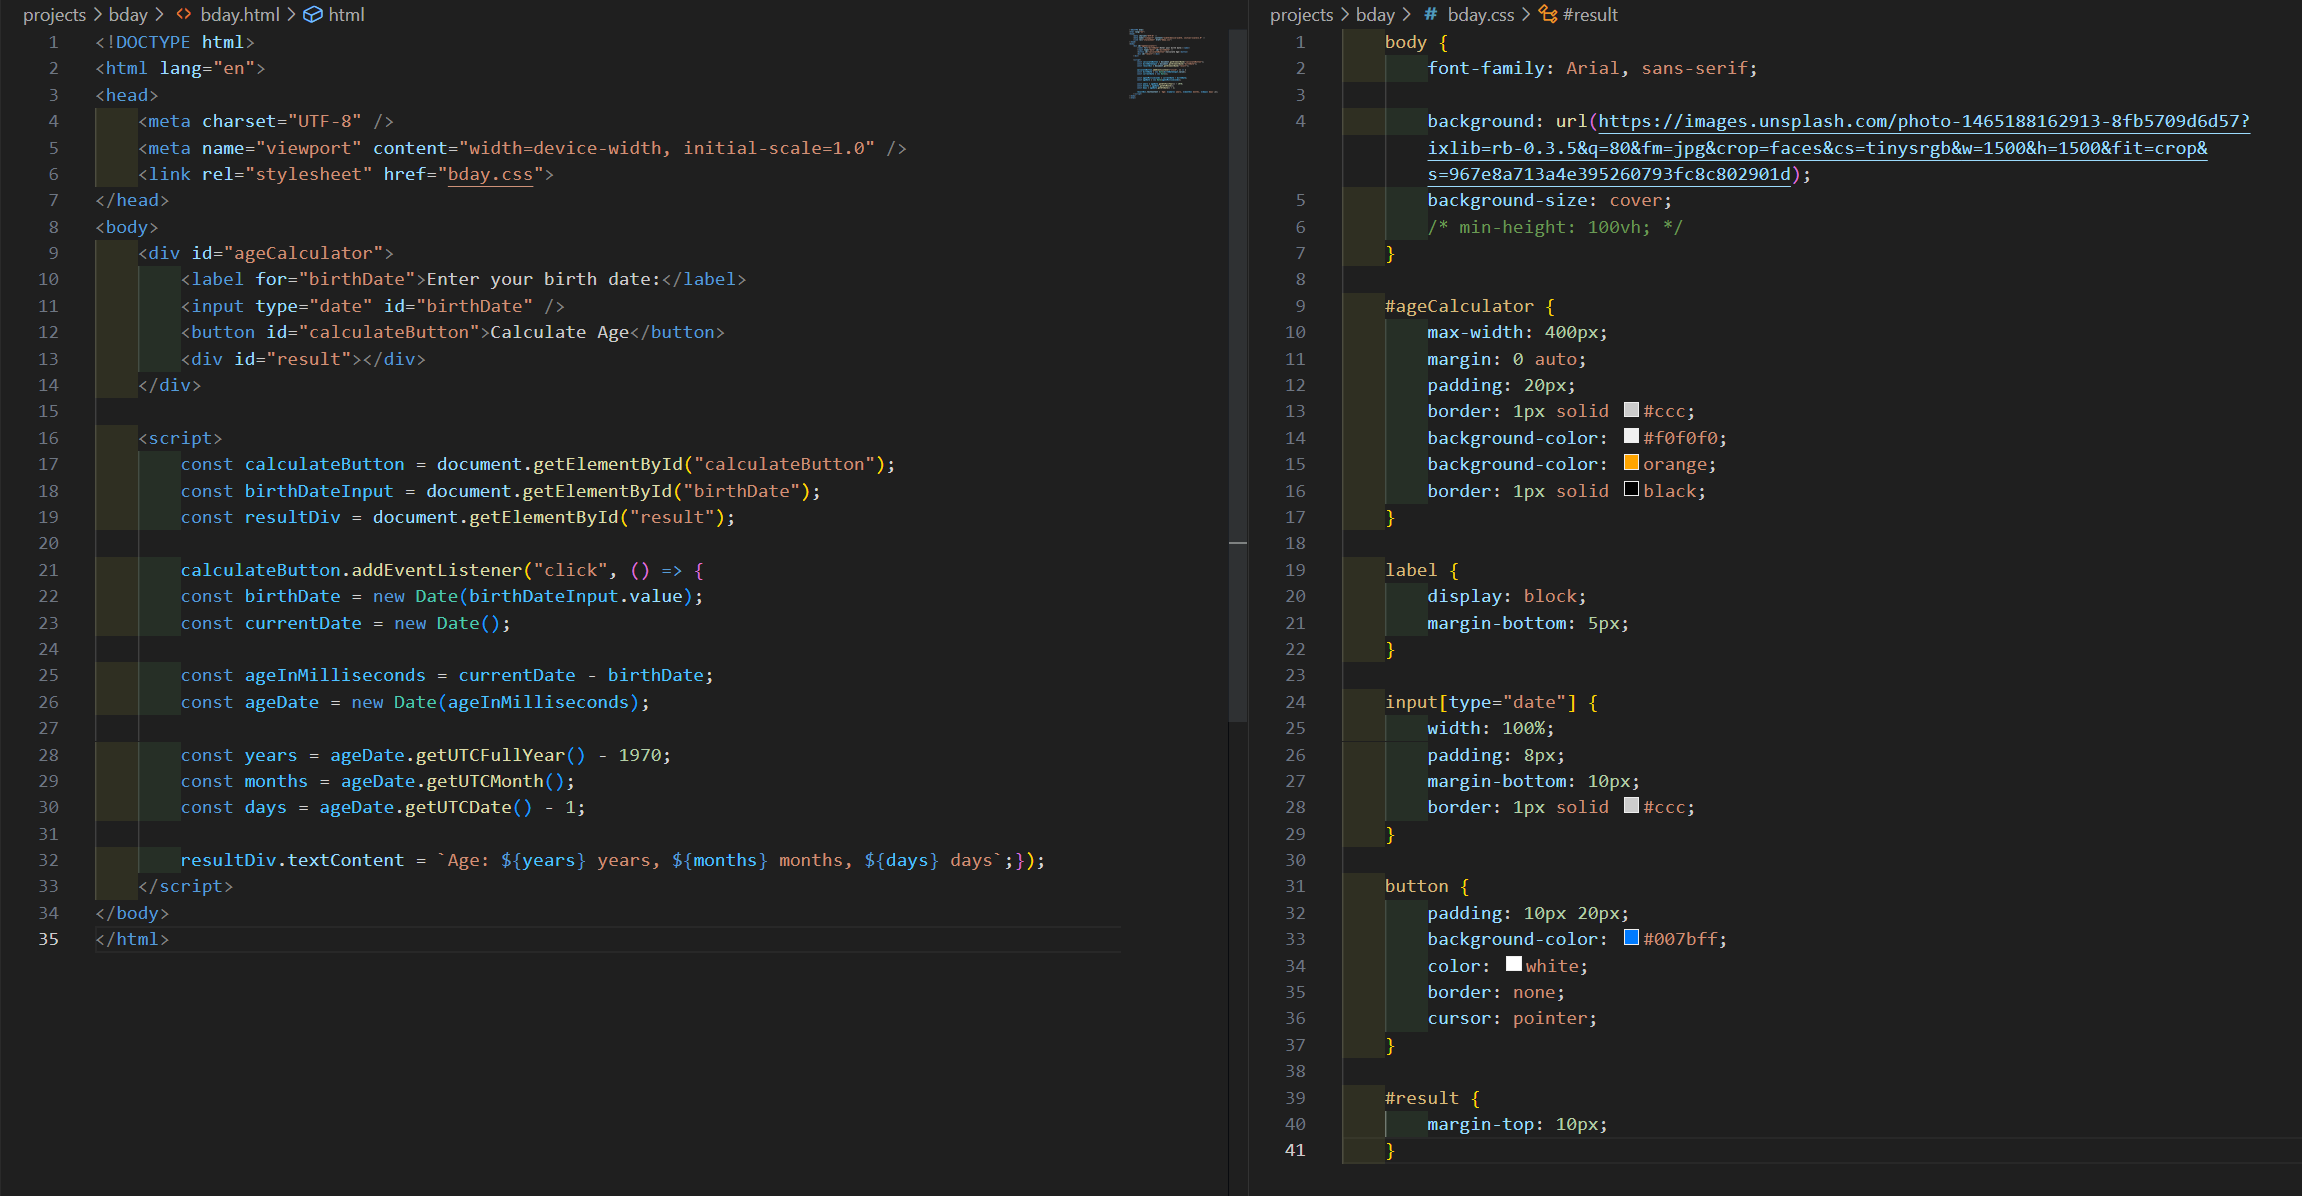 projects > bday > <> bday.html > html
1 <!DOCTYPE html>
2 <html lang="en">
3 <head>
4     <meta charset="UTF-8" />
5     <meta name="viewport" content="width=device-width, initial-scale=1.0" />
6     <link rel="stylesheet" href="bday.css">
7 </head>
8 <body>
9     <div id="ageCalculator">
10         <label for="birthDate">Enter your birth date:</label>
11         <input type="date" id="birthDate" />
12         <button id="calculateButton">Calculate Age</button>
13         <div id="result"></div>
14     </div>
15
16     <script>
17         const calculateButton = document.getElementById("calculateButton");
18         const birthDateInput = document.getElementById("birthDate");
19         const resultDiv = document.getElementById("result");
20
21         calculateButton.addEventListener("click", () => {
22         const birthDate = new Date(birthDateInput.value);
23         const currentDate = new Date();
24
25         const ageInMilliseconds = currentDate - birthDate;
26         const ageDate = new Date(ageInMilliseconds);
27
28         const years = ageDate.getUTCFullYear() - 1970;
29         const months = ageDate.getUTCMonth();
30         const days = ageDate.getUTCDate() - 1;
31
32         resultDiv.textContent = `Age: ${years} years, ${months} months, ${days} days`;});
33     </script>
34 </body>
35 </html>
projects > bday > # bday.css > #result
1 body {
2     font-family: Arial, sans-serif;
3
4     background: url(https://images.unsplash.com/photo-1465188162913-8fb5709d6d57?
ixlib=rb-0.3.5&q=80&fm=jpg&crop=faces&cs=tinysrgb&w=1500&h=1500&fit=crop&
s=967e8a713a4e395260793fc8c802901d);
5     background-size: cover;
6     /* min-height: 100vh; */
7 }
8
9 #ageCalculator {
10     max-width: 400px;
11     margin: 0 auto;
12     padding: 20px;
13     border: 1px solid #ccc;
14     background-color: #f0f0f0;
15     background-color: orange;
16     border: 1px solid black;
17 }
18
19 label {
20     display: block;
21     margin-bottom: 5px;
22 }
23
24 input[type="date"] {
25     width: 100%;
26     padding: 8px;
27     margin-bottom: 10px;
28     border: 1px solid #ccc;
29 }
30
31 button {
32     padding: 10px 20px;
33     background-color: #007bff;
34     color: white;
35     border: none;
36     cursor: pointer;
37 }
38
39 #result {
40     margin-top: 10px;
41 }